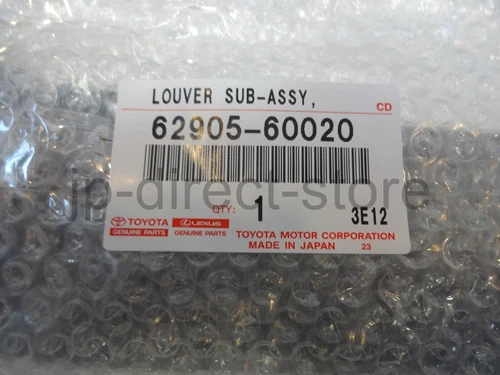 LOUVER SUB-ASSY,
CD
62905-60020
jp-direct-store
QTY: 1 3E12
TOYOTA LEXUS
GENUINE PARTS GENUINE PARTS
TOYOTA MOTOR CORPORATION
MADE IN JAPAN 23